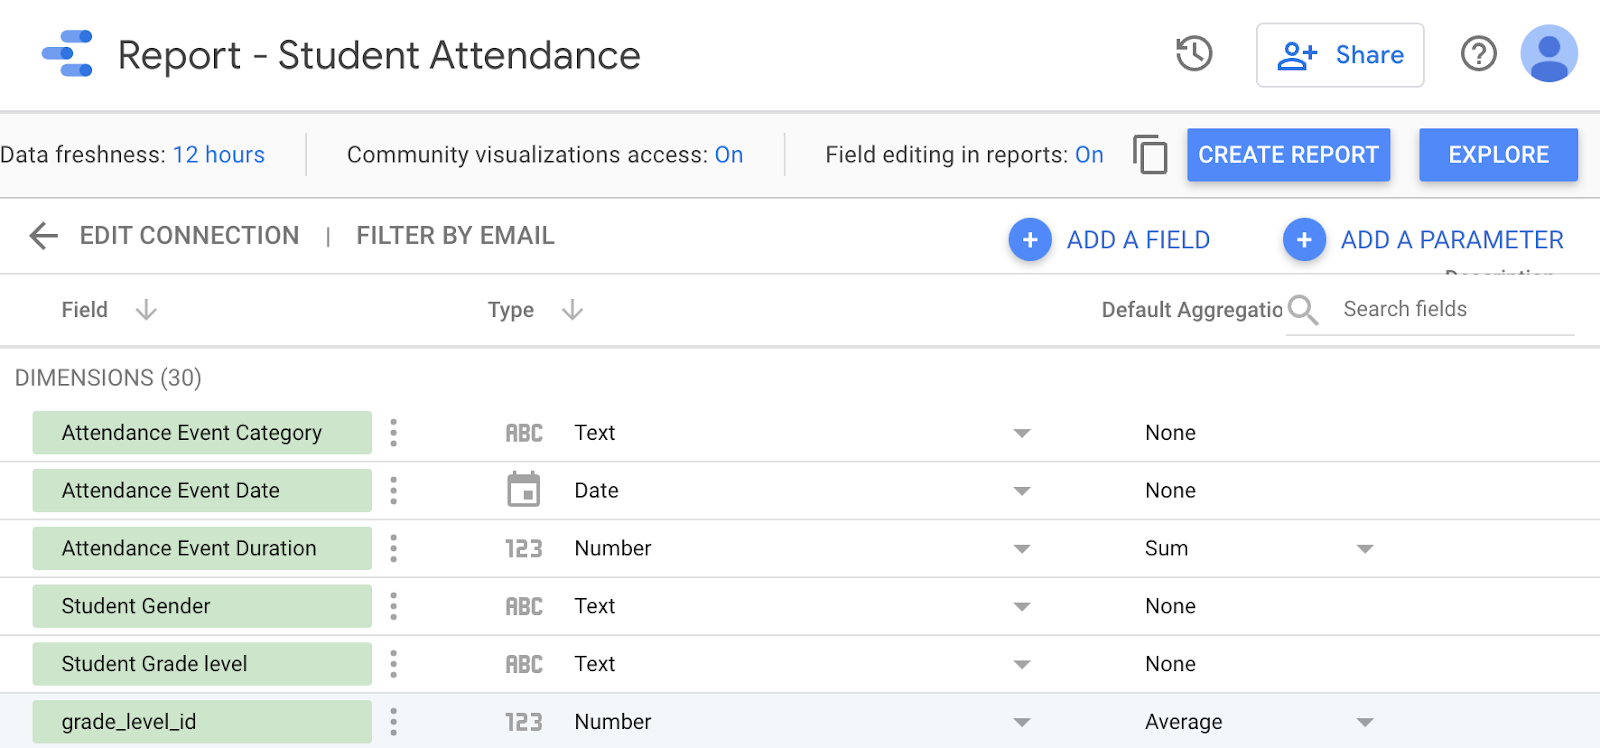 Report - Student Attendance
Share
Data freshness: 12 hours
Community visualizations access: On
Field editing in reports: On
CREATE REPORT
EXPLORE
EDIT CONNECTION | FILTER BY EMAIL
ADD A FIELD
ADD A PARAMETER
Description
Field
Type
Default Aggregatio
Search fields
DIMENSIONS (30)
Attendance Event Category ABC Text None
Attendance Event Date Date None
Attendance Event Duration 123 Number Sum
Student Gender ABC Text None
Student Grade level ABC Text None
grade_level_id 123 Number Average